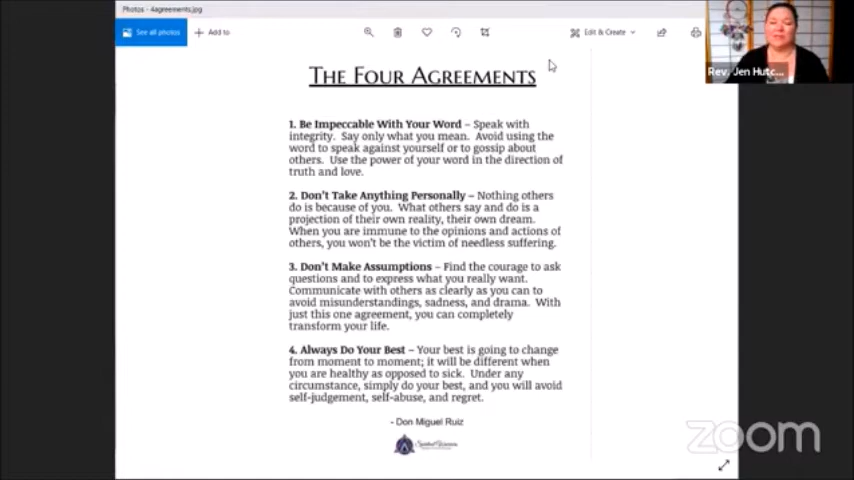 Photos - 4agreements.jpg
See all photos
Add to
Edit & Create
Rev. Jen Hutc...
THE FOUR AGREEMENTS
1. Be Impeccable With Your Word – Speak with
integrity. Say only what you mean. Avoid using the
word to speak against yourself or to gossip about
others. Use the power of your word in the direction of
truth and love.
2. Don't Take Anything Personally – Nothing others
do is because of you. What others say and do is a
projection of their own reality, their own dream.
When you are immune to the opinions and actions of
others, you won't be the victim of needless suffering.
3. Don't Make Assumptions – Find the courage to ask
questions and to express what you really want.
Communicate with others as clearly as you can to
avoid misunderstandings, sadness, and drama. With
just this one agreement, you can completely
transform your life.
4. Always Do Your Best – Your best is going to change
from moment to moment; it will be different when
you are healthy as opposed to sick. Under any
circumstance, simply do your best, and you will avoid
self-judgement, self-abuse, and regret.
- Don Miguel Ruiz
zoom